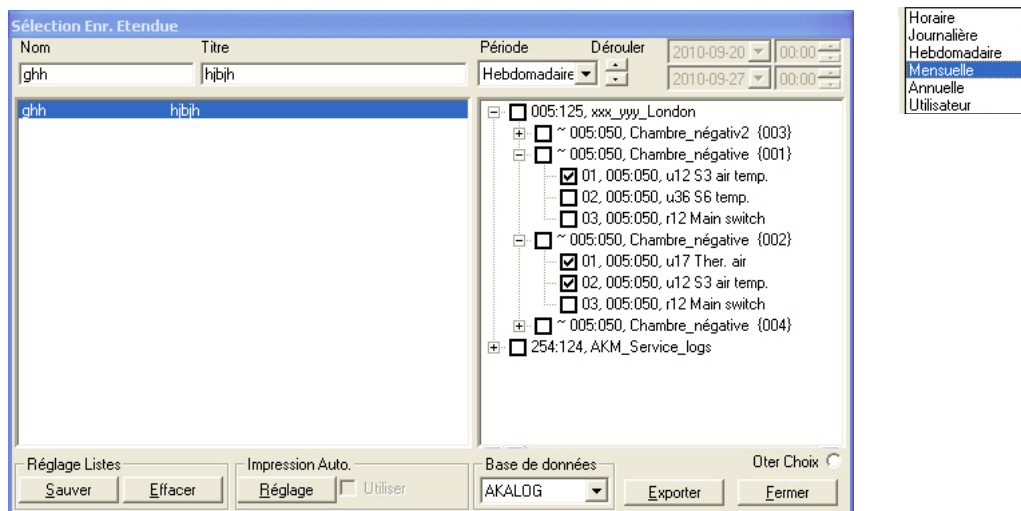 Sélection Enr. Etendue
Nom Titre Période Dérouler 2010-09-20 00:00
ghh hjbjh Hebdomadaire 2010-09-27 00:00
ghh hjbjh
005:125, xxx_yyy_London
~ 005:050, Chambre_négativ2 {003}
~ 005:050, Chambre_négative {001}
01, 005:050, u12 S3 air temp.
02, 005:050, u36 S6 temp.
03, 005:050, r12 Main switch
~ 005:050, Chambre_négative {002}
01, 005:050, u17 Ther. air
02, 005:050, u12 S3 air temp.
03, 005:050, r12 Main switch
~ 005:050, Chambre_négative {004}
254:124, AKM_Service_logs
Réglage Listes Impression Auto. Base de données Oter Choix
Sauver Effacer Réglage Utiliser AKALOG Exporter Fermer
Horaire
Journalière
Hebdomadaire
Mensuelle
Annuelle
Utilisateur